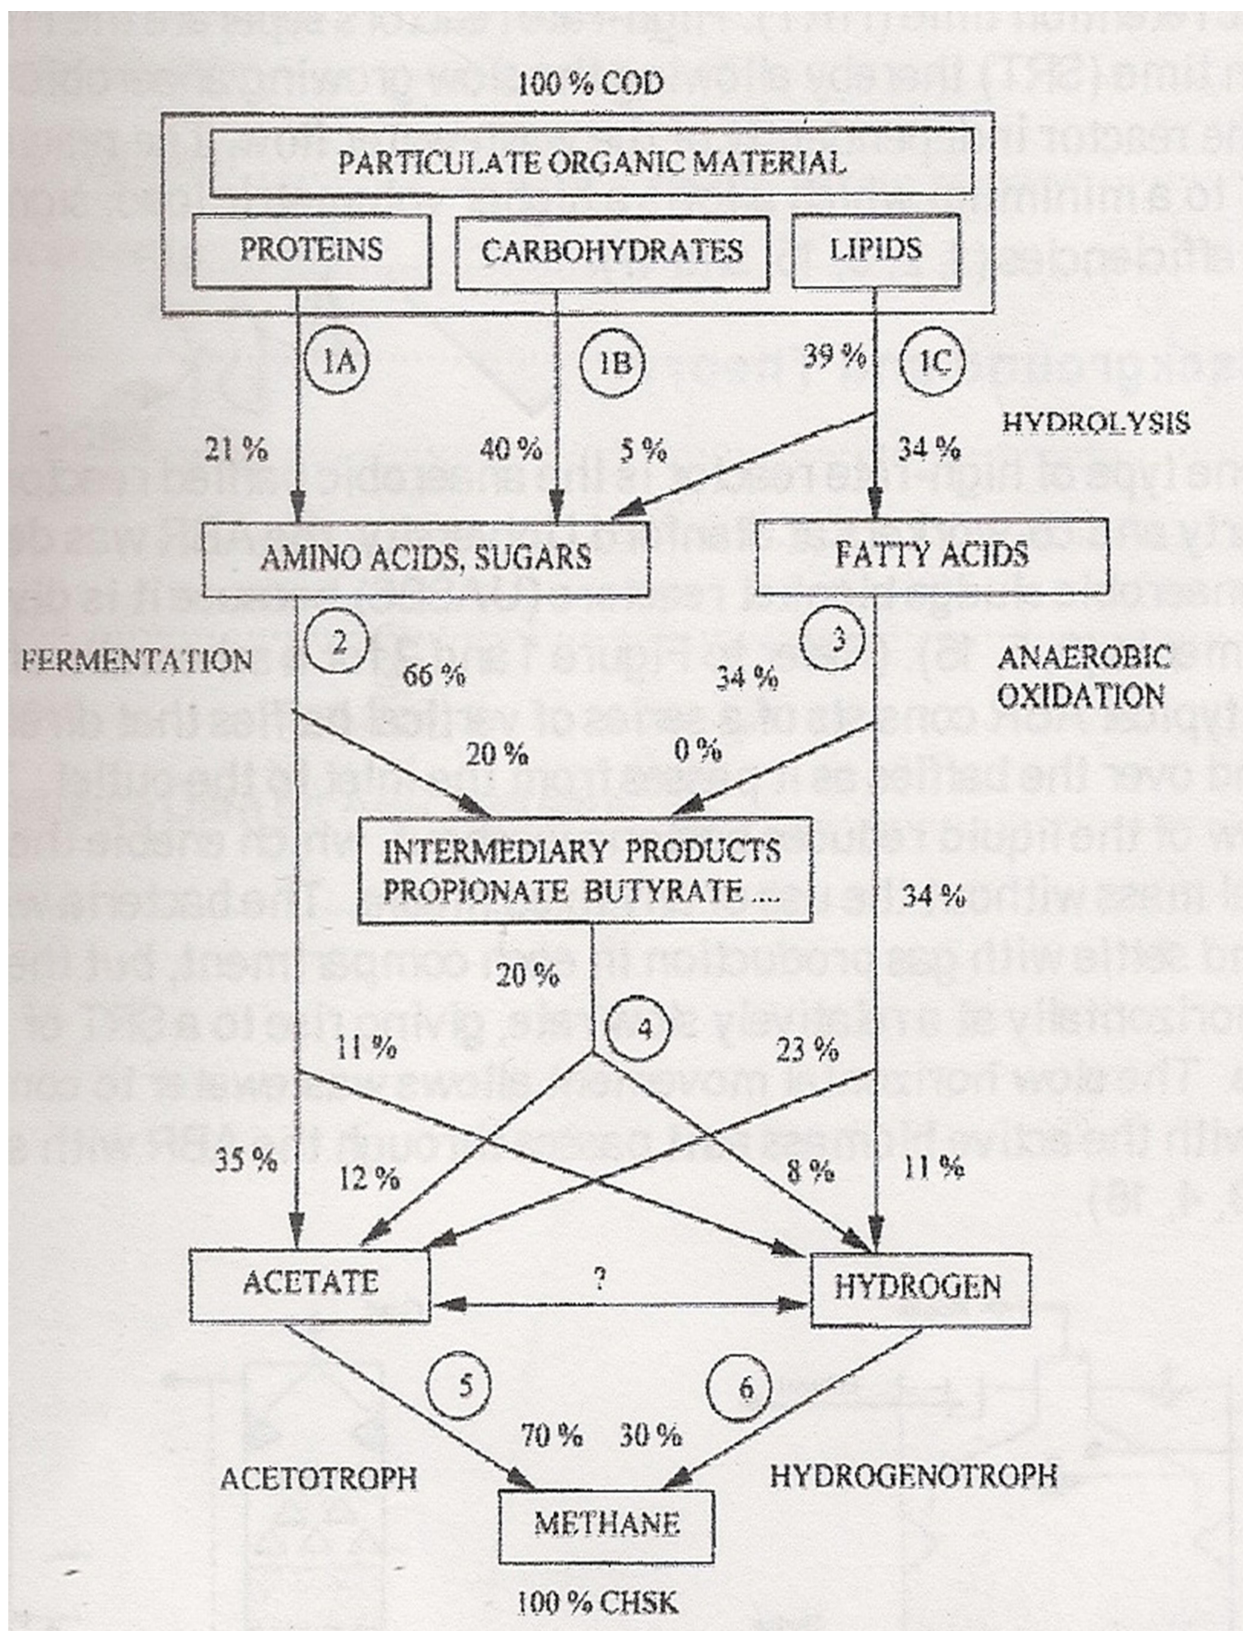 100 % COD
PARTICULATE ORGANIC MATERIAL
PROTEINS
CARBOHYDRATES
LIPIDS
1A
1B
39 %
1C
HYDROLYSIS
21 %
40 %
5 %
34 %
AMINO ACIDS, SUGARS
FATTY ACIDS
2
3
FERMENTATION
66 %
34 %
ANAEROBIC
OXIDATION
20 %
0 %
INTERMEDIARY PRODUCTS
PROPIONATE BUTYRATE ....
34 %
20 %
4
11 %
23 %
35 %
12 %
8 %
11 %
ACETATE
?
HYDROGEN
5
6
70 %
30 %
ACETOTROPH
HYDROGENOTROPH
METHANE
100 % CHSK